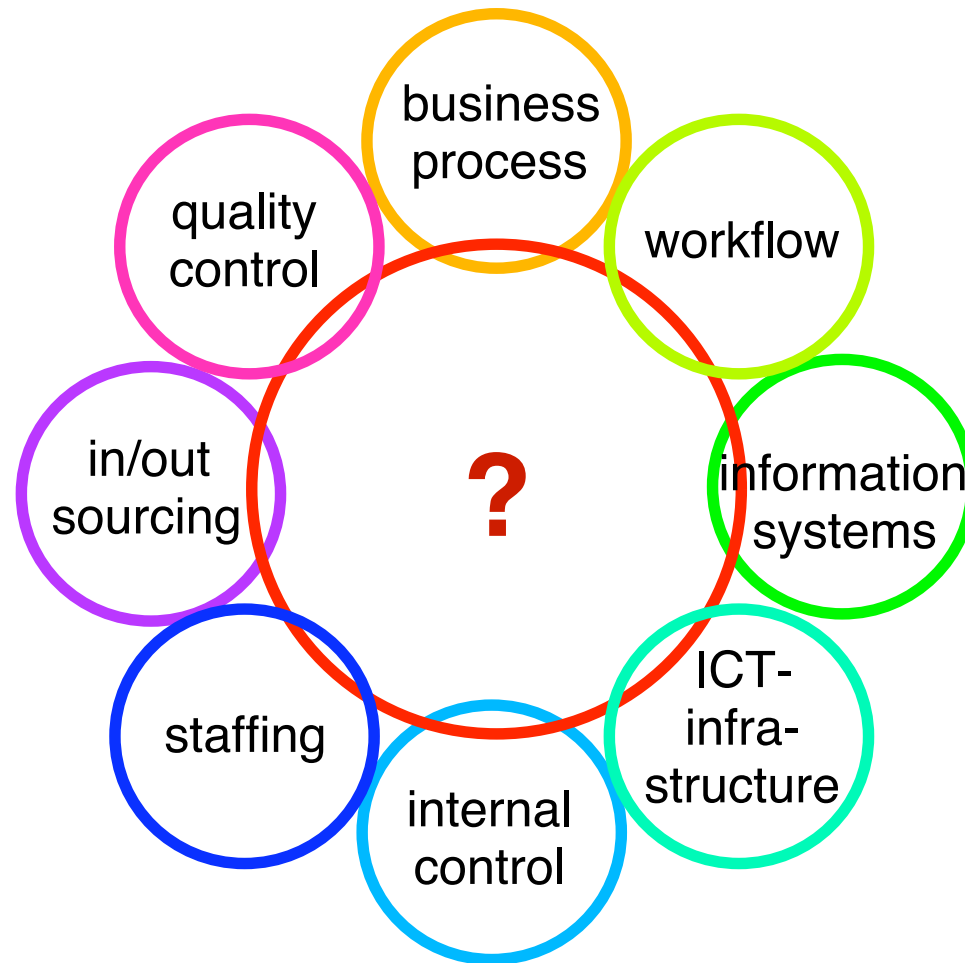 business
process
quality
control
workflow
in/out
sourcing
?
information
systems
staffing
ICT-
infra-
structure
internal
control